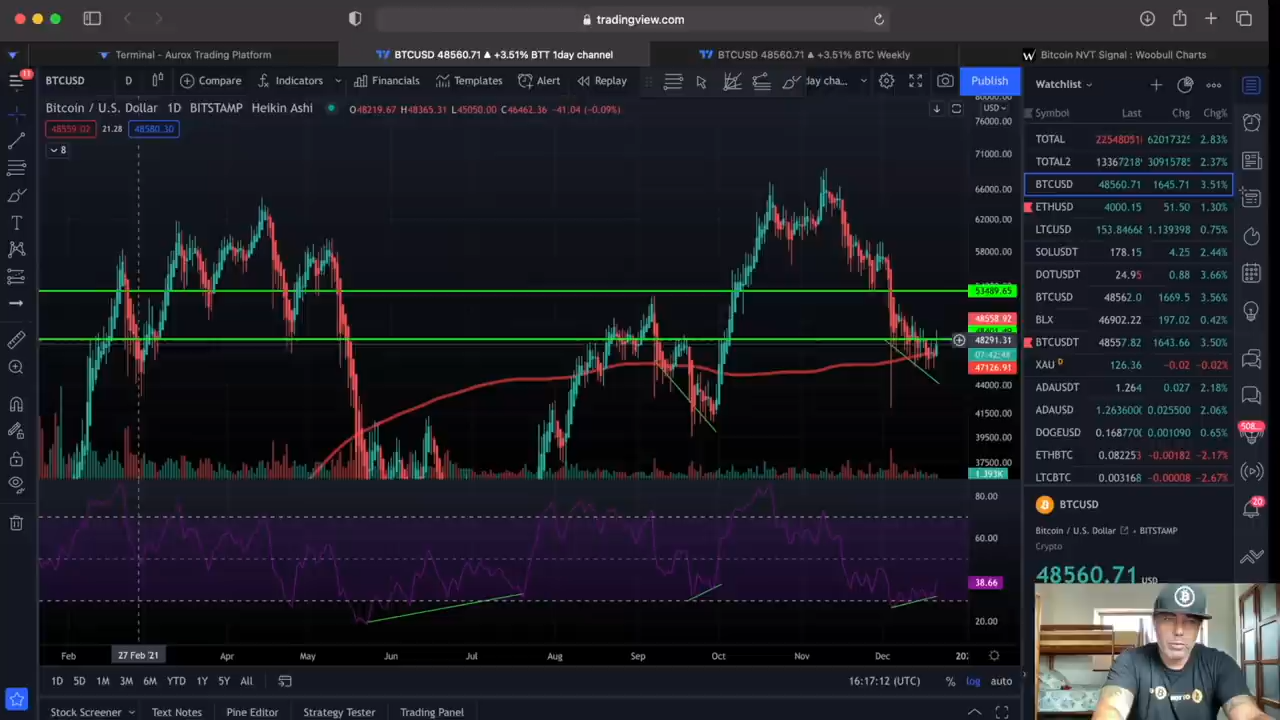 tradingview.com
Terminal - Aurox Trading Platform
BTCUSD 48560.71 ▲ +3.51% BTT 1day channel
BTCUSD 48560.71 ▲ +3.51% BTC Weekly
W Bitcoin NVT Signal : Woobull Charts
11
BTCUSD D Compare Indicators Financials Templates Alert Replay
day cha...
Publish
Bitcoin / U.S. Dollar 1D BITSTAMP Heikin Ashi
O48219.67 H48365.31 L45050.00 C46462.36 -41.04 (-0.09%)
48559.02 21.28 48580.30
8
USD
80000.00
76000.00
71000.00
66000.00
62000.00
58000.00
53489.65
48558.92
48291.31
07:42:48
47126.91
44000.00
41500.00
39500.00
37500.00
1.393K
80.00
60.00
38.66
20.00
Feb 27 Feb '21 Apr May Jun Jul Aug Sep Oct Nov Dec 202
1D 5D 1M 3M 6M YTD 1Y 5Y All
16:17:12 (UTC) % log auto
Stock Screener Text Notes Pine Editor Strategy Tester Trading Panel
Watchlist
Symbol Last Chg Chg%
TOTAL 22548051 62017325 2.83%
TOTAL2 13367218 30915785 2.37%
BTCUSD 48560.71 1645.71 3.51%
ETHUSD 4000.15 51.50 1.30%
LTCUSD 153.84668 1.139398 0.75%
SOLUSDT 178.15 4.25 2.44%
DOTUSDT 24.95 0.88 3.66%
BTCUSD 48562.0 1669.5 3.56%
BLX 46902.22 197.02 0.42%
BTCUSDT 48557.82 1643.66 3.50%
XAU D 126.36 -0.02 -0.02%
ADAUSDT 1.264 0.027 2.18%
ADAUSD 1.2636000 0.025500 2.06%
DOGEUSD 0.168770 0.001090 0.65%
ETHBTC 0.082253 -0.00182 -2.17%
LTCBTC 0.003168 -0.00008 -2.67%
508...
20
BTCUSD
Bitcoin / U.S. Dollar • BITSTAMP
Crypto
48560.71 USD